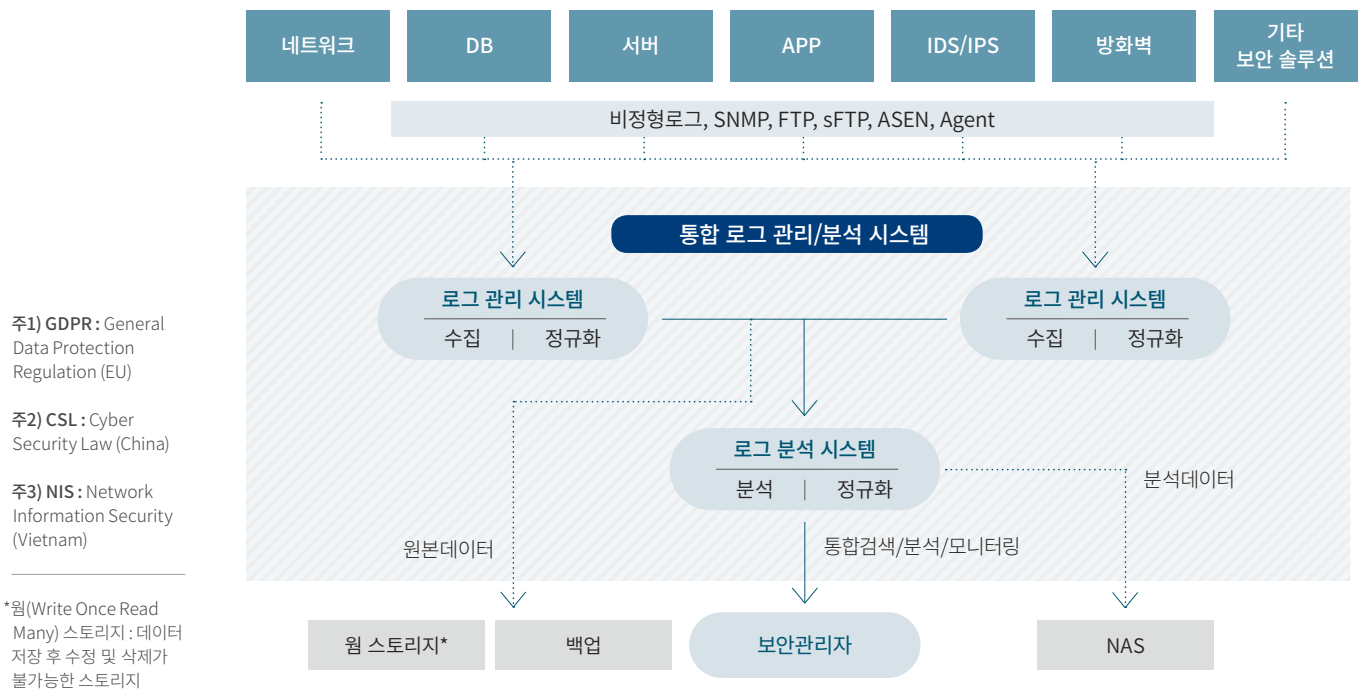 네트워크
DB
서버
APP
IDS/IPS
방화벽
기타
보안 솔루션
비정형로그, SNMP, FTP, sFTP, ASEN, Agent
통합 로그 관리/분석 시스템
로그 관리 시스템
수집 | 정규화
로그 관리 시스템
수집 | 정규화
로그 분석 시스템
분석 | 정규화
분석데이터
원본데이터
통합검색/분석/모니터링
웜 스토리지*
백업
보안관리자
NAS
주1) GDPR : General
Data Protection
Regulation (EU)
주2) CSL : Cyber
Security Law (China)
주3) NIS : Network
Information Security
(Vietnam)
*웜(Write Once Read
Many) 스토리지 : 데이터
저장 후 수정 및 삭제가
불가능한 스토리지